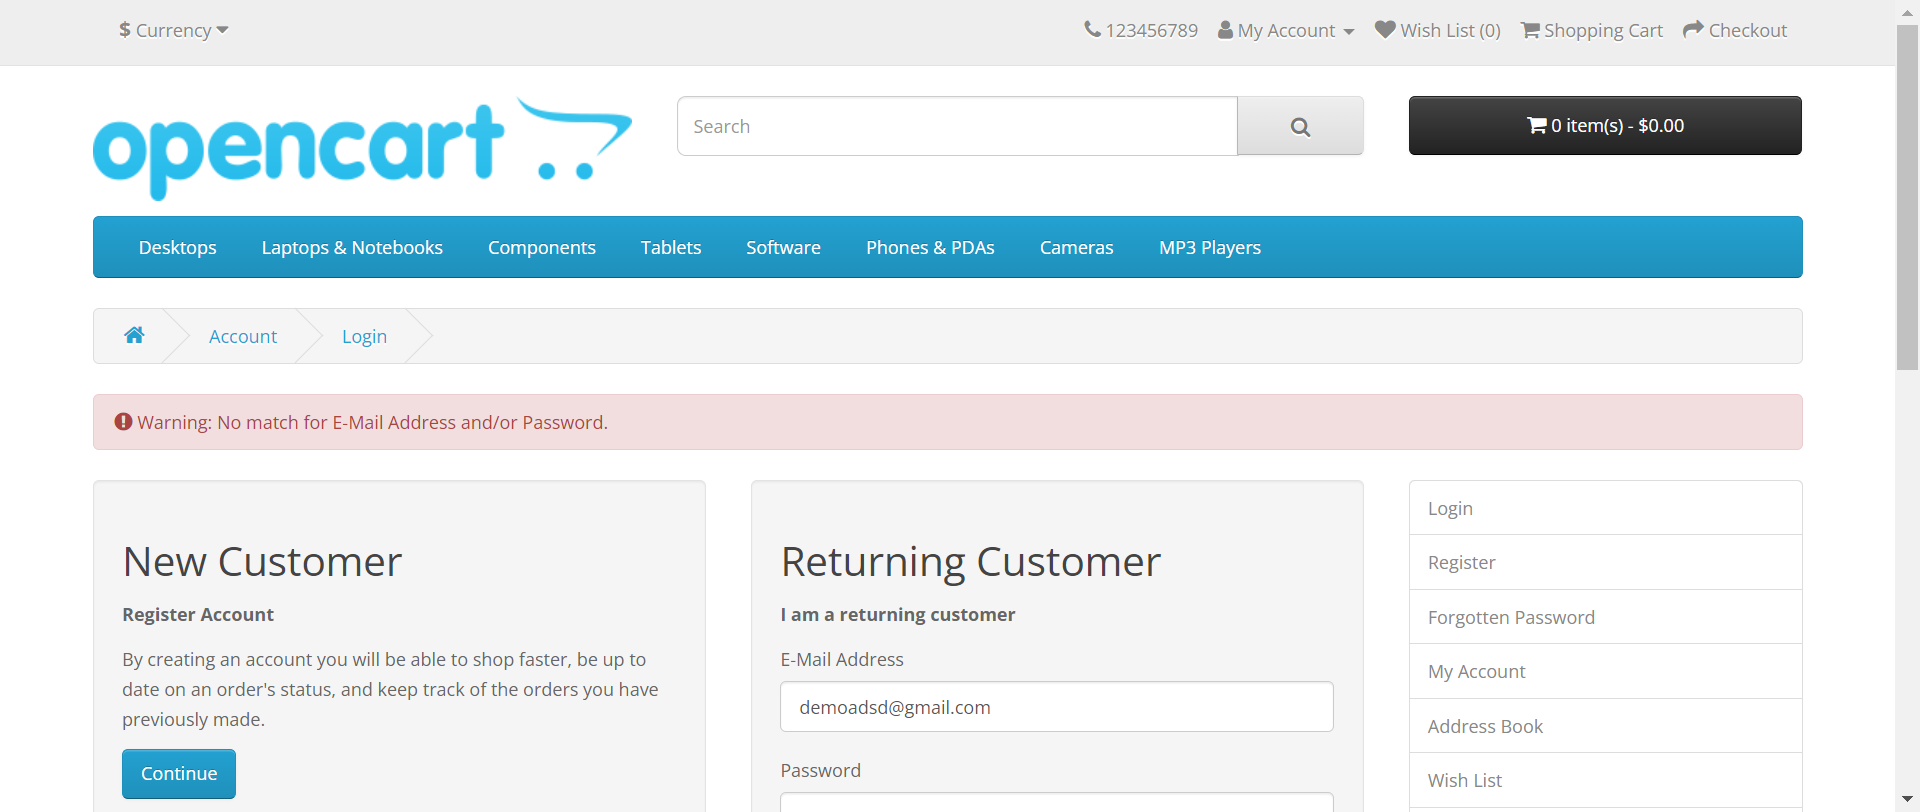 $ Currency
123456789 My Account Wish List (0) Shopping Cart Checkout
opencart
Search
0 item(s) - $0.00
Desktops Laptops & Notebooks Components Tablets Software Phones & PDAs Cameras MP3 Players
Account Login
Warning: No match for E-Mail Address and/or Password.
New Customer
Register Account
By creating an account you will be able to shop faster, be up to
date on an order's status, and keep track of the orders you have
previously made.
Continue
Returning Customer
I am a returning customer
E-Mail Address
demoadsd@gmail.com
Password
Login
Register
Forgotten Password
My Account
Address Book
Wish List